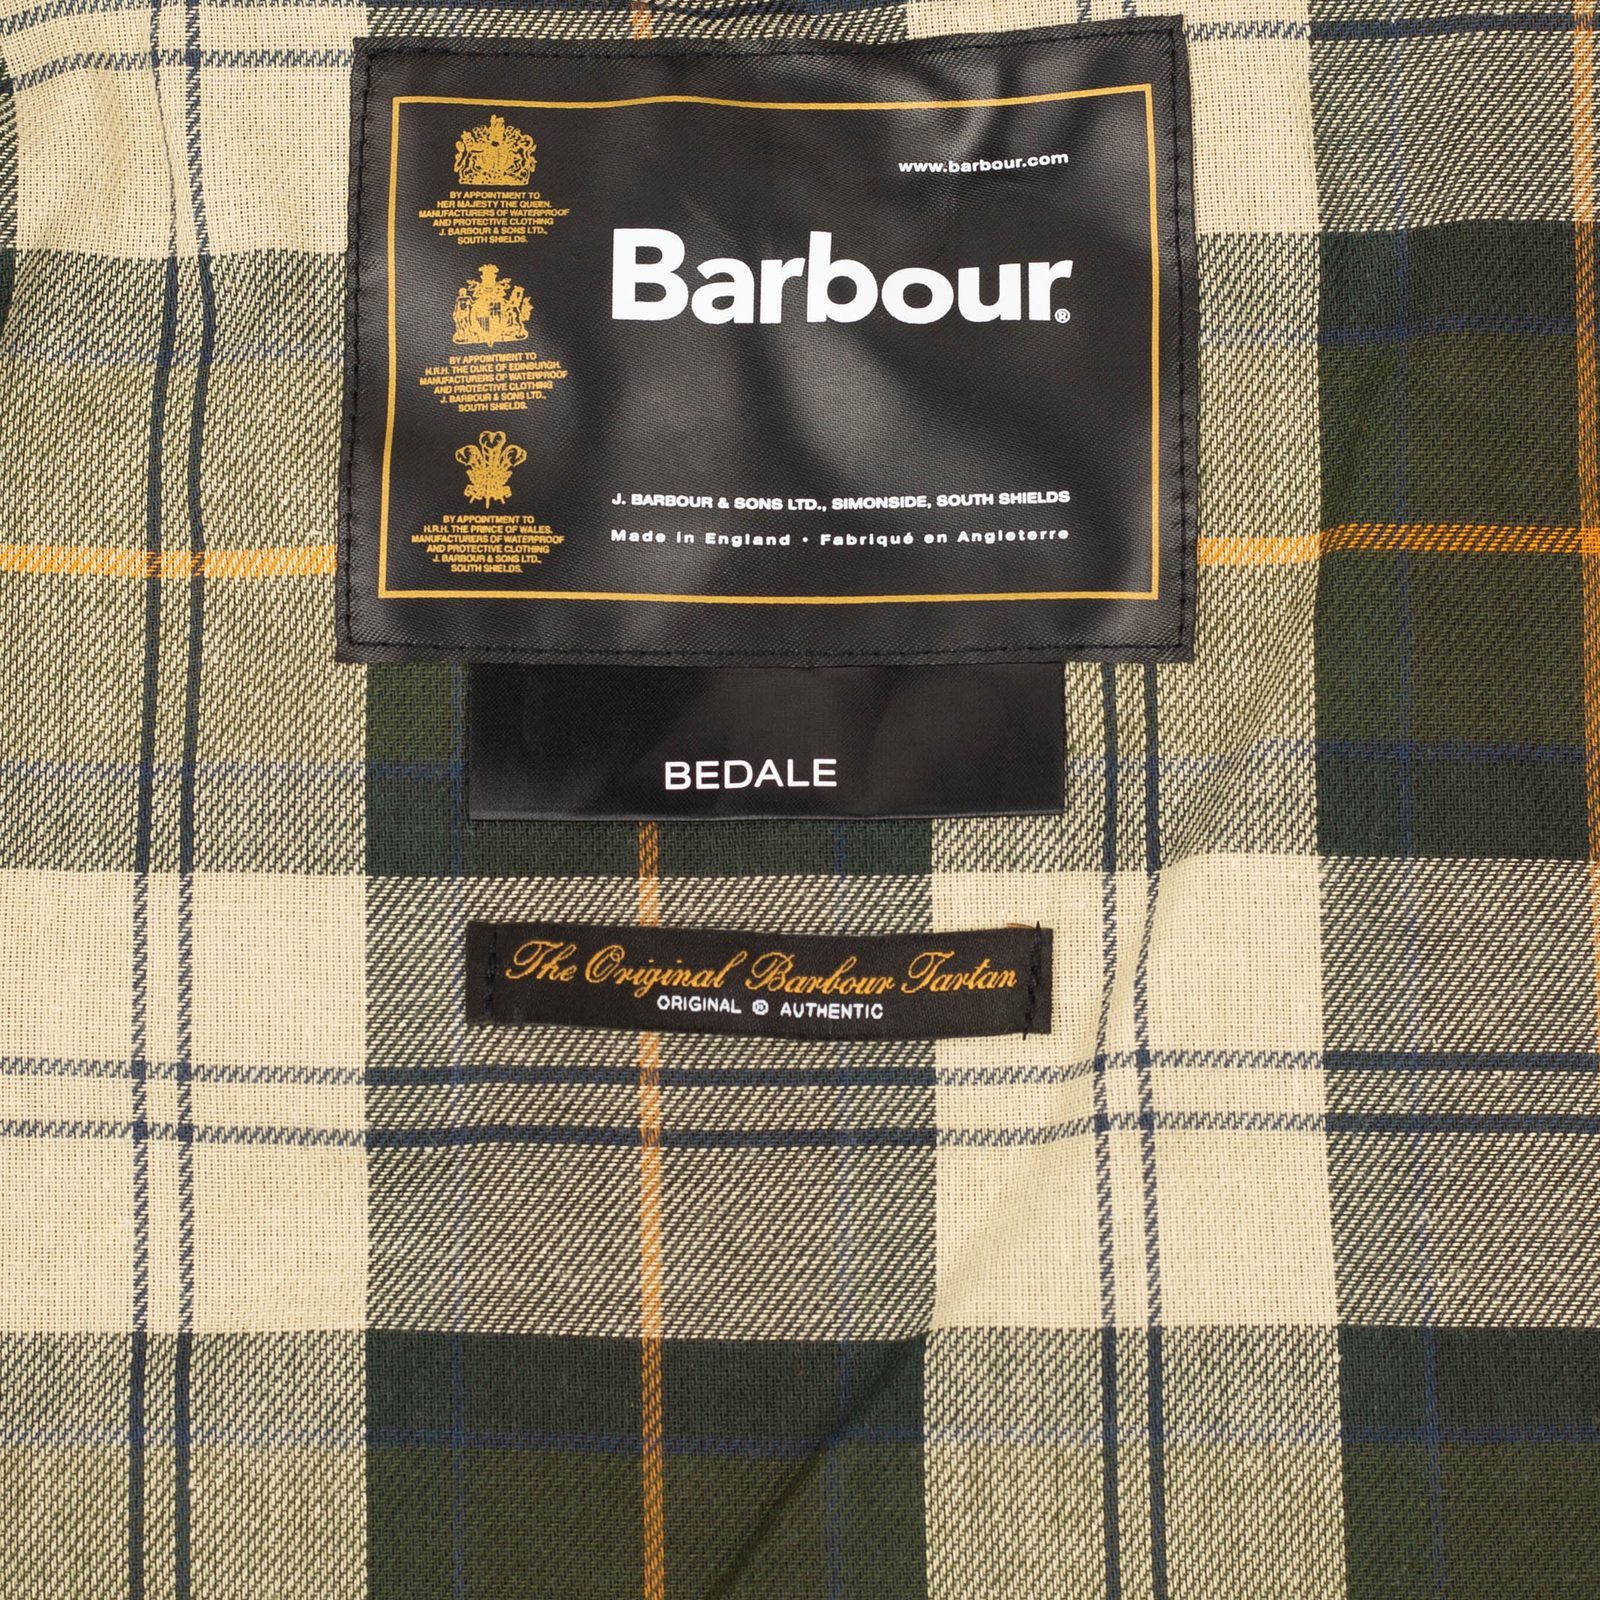 www.barbour.com
BY APPOINTMENT TO
HER MAJESTY THE QUEEN.
MANUFACTURERS OF WATERPROOF
AND PROTECTIVE CLOTHING
J. BARBOUR & SONS LTD.,
SOUTH SHIELDS.
Barbour®
BY APPOINTMENT TO
H.R.H. THE DUKE OF EDINBURGH.
MANUFACTURERS OF WATERPROOF
AND PROTECTIVE CLOTHING
J. BARBOUR & SONS LTD.,
SOUTH SHIELDS.
BY APPOINTMENT TO
H.R.H. THE PRINCE OF WALES.
MANUFACTURERS OF WATERPROOF
AND PROTECTIVE CLOTHING
J. BARBOUR & SONS LTD.,
SOUTH SHIELDS.
J. BARBOUR & SONS LTD., SIMONSIDE, SOUTH SHIELDS
Made in England • Fabriqué en Angleterre
BEDALE
The Original Barbour Tartan
ORIGINAL ® AUTHENTIC